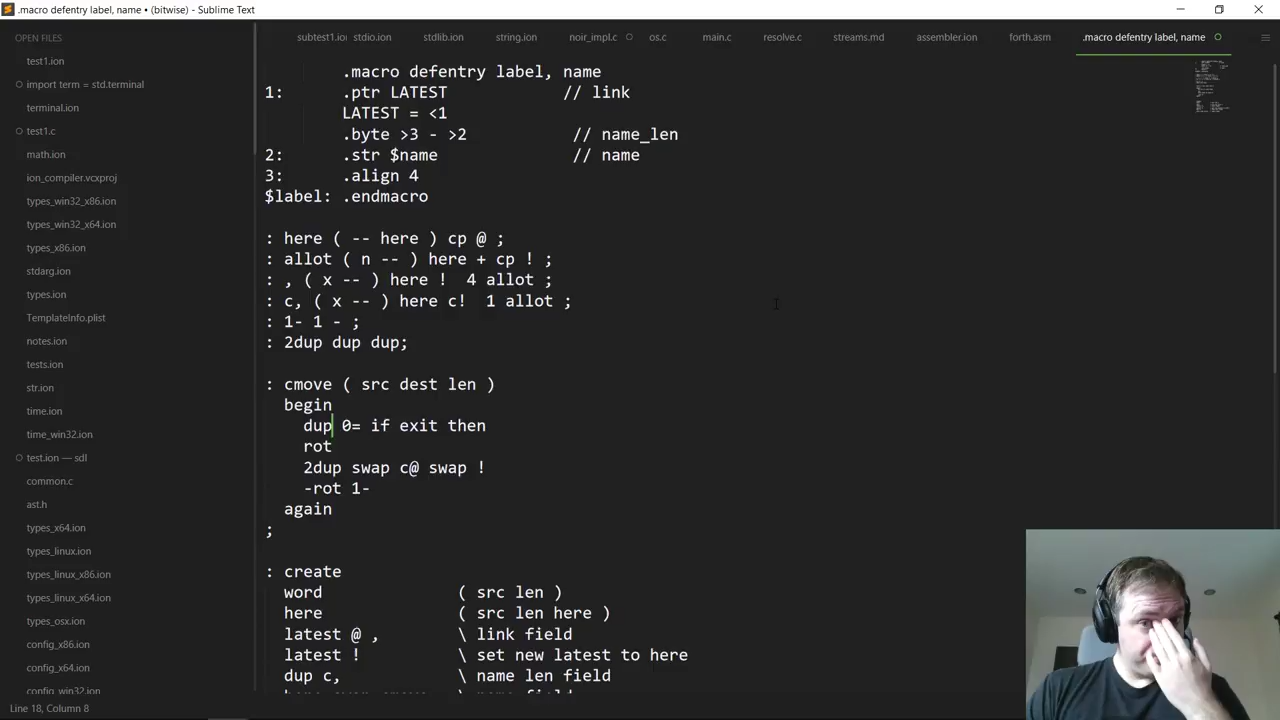 .macro defentry label, name • (bitwise) - Sublime Text
OPEN FILES
test1.ion
import term = std.terminal
terminal.ion
test1.c
math.ion
ion_compiler.vcxproj
types_win32_x86.ion
types_win32_x64.ion
types_x86.ion
stdarg.ion
types.ion
TemplateInfo.plist
notes.ion
tests.ion
str.ion
time.ion
time_win32.ion
test.ion — sdl
common.c
ast.h
types_x64.ion
types_linux.ion
types_linux_x86.ion
types_linux_x64.ion
types_osx.ion
config_x86.ion
config_x64.ion
config_win32.ion
subtest1.ion stdio.ion stdlib.ion string.ion noir_impl.c os.c main.c resolve.c streams.md assembler.ion forth.asm .macro defentry label, name
.macro defentry label, name
1: .ptr LATEST // link
LATEST = <1
.byte >3 - >2 // name_len
2: .str $name // name
3: .align 4
$label: .endmacro
: here ( -- here ) cp @ ;
: allot ( n -- ) here + cp ! ;
: , ( x -- ) here ! 4 allot ;
: c, ( x -- ) here c! 1 allot ;
: 1- 1 - ;
: 2dup dup dup;
: cmove ( src dest len )
begin
dup 0= if exit then
rot
2dup swap c@ swap !
-rot 1-
again
;
: create
word ( src len )
here ( src len here )
latest @ , \ link field
latest ! \ set new latest to here
dup c, \ name len field
Line 18, Column 8